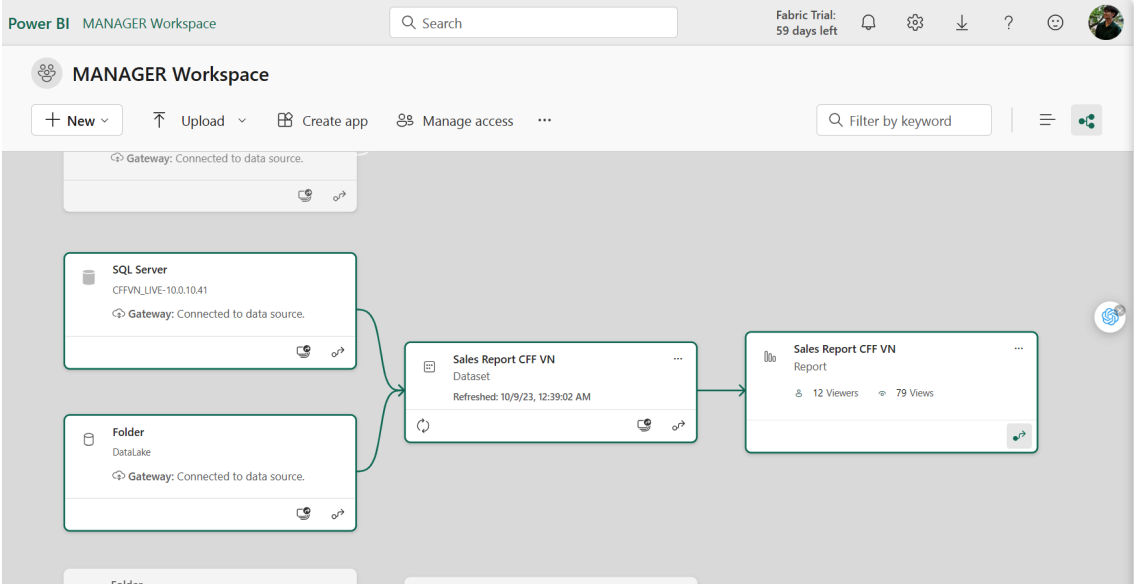 Power BI MANAGER Workspace
Search
Fabric Trial:
59 days left
MANAGER Workspace
New
Upload
Create app
Manage access
Filter by keyword
Gateway: Connected to data source.
SQL Server
CFFVN_LIVE-10.0.10.41
Gateway: Connected to data source.
Folder
DataLake
Gateway: Connected to data source.
Sales Report CFF VN
Dataset
Refreshed: 10/9/23, 12:39:02 AM
Sales Report CFF VN
Report
12 Viewers 79 Views
Folder